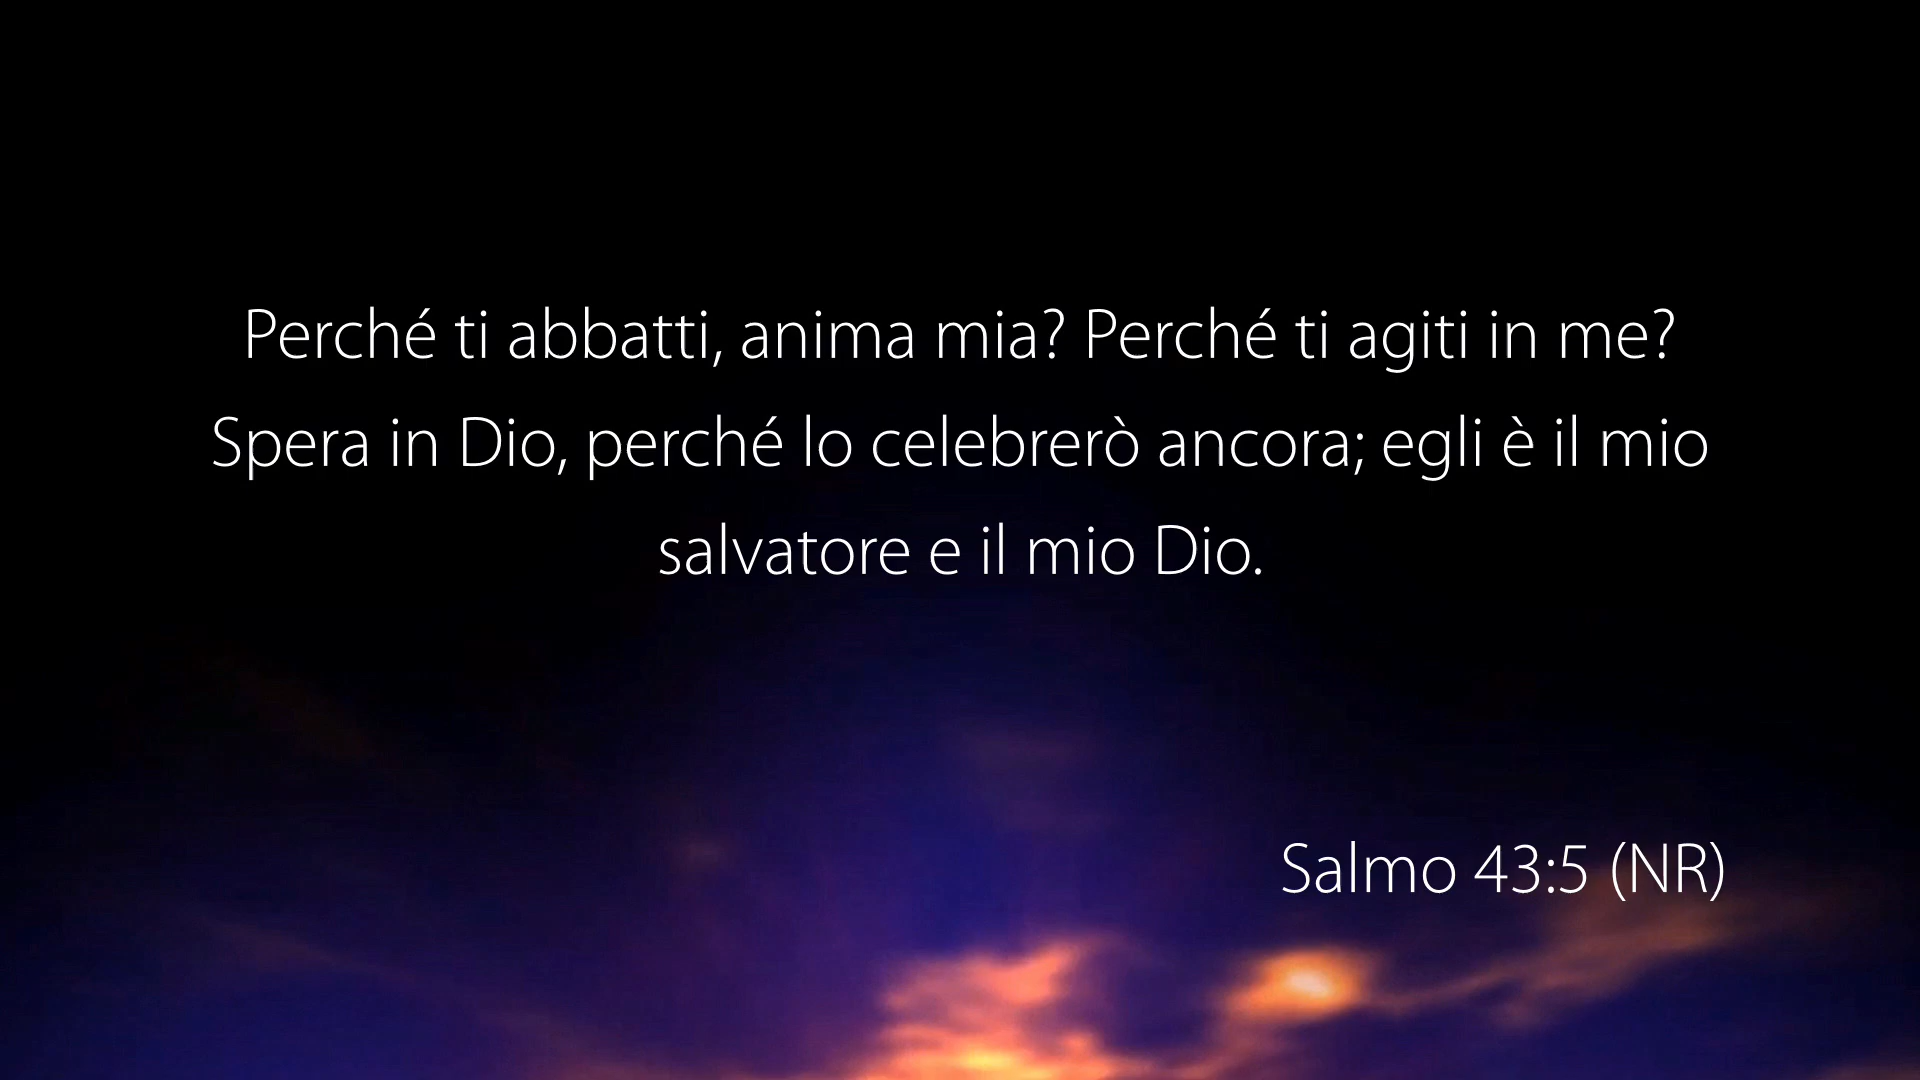 Perché ti abbatti, anima mia? Perché ti agiti in me?
Spera in Dio, perché lo celebrerò ancora; egli è il mio
salvatore e il mio Dio.
Salmo 43:5 (NR)